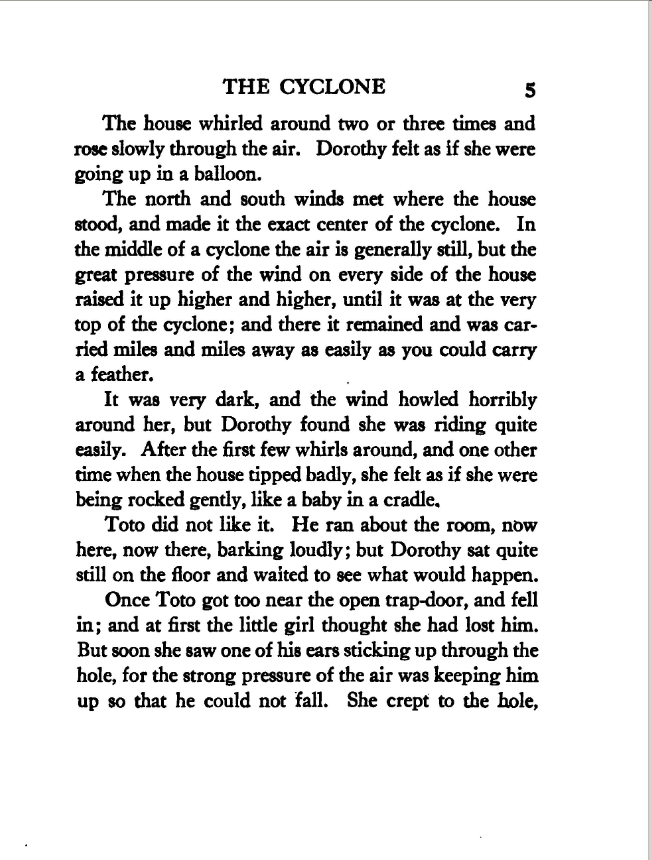 THE CYCLONE 5
The house whirled around two or three times and
rose slowly through the air. Dorothy felt as if she were
going up in a balloon.
The north and south winds met where the house
stood, and made it the exact center of the cyclone. In
the middle of a cyclone the air is generally still, but the
great pressure of the wind on every side of the house
raised it up higher and higher, until it was at the very
top of the cyclone; and there it remained and was car-
ried miles and miles away as easily as you could carry
a feather.
It was very dark, and the wind howled horribly
around her, but Dorothy found she was riding quite
easily. After the first few whirls around, and one other
time when the house tipped badly, she felt as if she were
being rocked gently, like a baby in a cradle.
Toto did not like it. He ran about the room, now
here, now there, barking loudly; but Dorothy sat quite
still on the floor and waited to see what would happen.
Once Toto got too near the open trap-door, and fell
in; and at first the little girl thought she had lost him.
But soon she saw one of his ears sticking up through the
hole, for the strong pressure of the air was keeping him
up so that he could not fall. She crept to the hole,